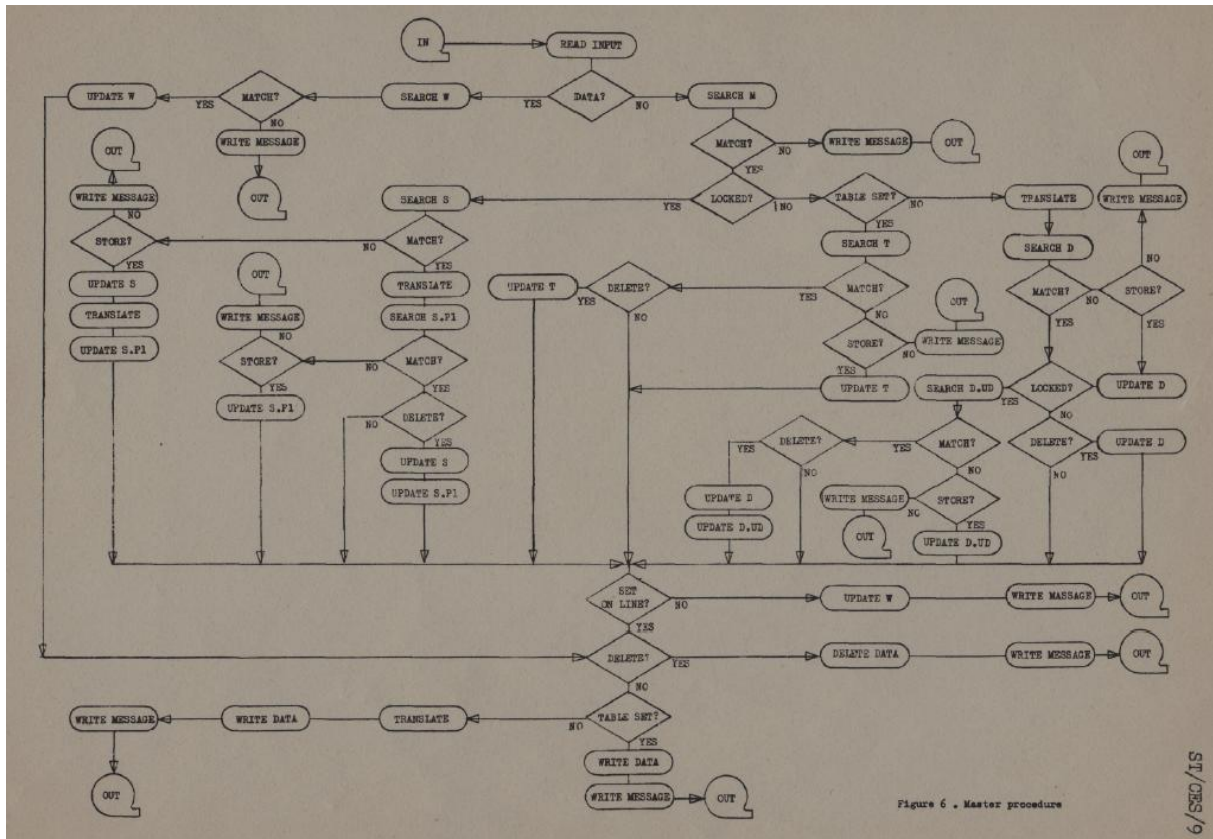 IN
READ INPUT
UPDATE W
YES
MATCH?
SEARCH W
YES
DATA?
NO
SEARCH M
NO
OUT
WRITE MESSAGE
MATCH?
NO
WRITE MESSAGE
OUT
OUT
OUT
YES
WRITE MESSAGE
NO
SEARCH S
YES
LOCKED?
NO
TABLE SET?
NO
TRANSLATE
WRITE MESSAGE
YES
STORE?
NO
MATCH?
SEARCH T
SEARCH D
YES
YES
NO
UPDATE S
OUT
TRANSLATE
UPDATE T
YES
DELETE?
YES
MATCH?
OUT
MATCH?
NO
STORE?
TRANSLATE
WRITE MESSAGE
SEARCH S.P1
NO
NO
YES
YES
NO
UPDATE S.P1
STORE?
NO
MATCH?
STORE?
NO
WRITE MESSAGE
YES
YES
YES
UPDATE T
SEARCH D.UD
YES
LOCKED?
UPDATE D
UPDATE S.P1
NO
DELETE?
NO
YES
DELETE?
YES
MATCH?
DELETE?
YES
UPDATE D
UPDATE S
YES
NO
NO
NO
UPDATE S.P1
UPDATE D
WRITE MESSAGE
NO
STORE?
UPDATE D.UD
YES
OUT
UPDATE D.UD
SET
ON LINE?
NO
UPDATE W
WRITE MASSAGE
OUT
YES
DELETE?
YES
DELETE DATA
WRITE MESSAGE
OUT
NO
WRITE MESSAGE
WRITE DATA
TRANSLATE
NO
TABLE SET?
YES
WRITE DATA
OUT
WRITE MESSAGE
OUT
Figure 6 . Master procedure
ST/CES/9